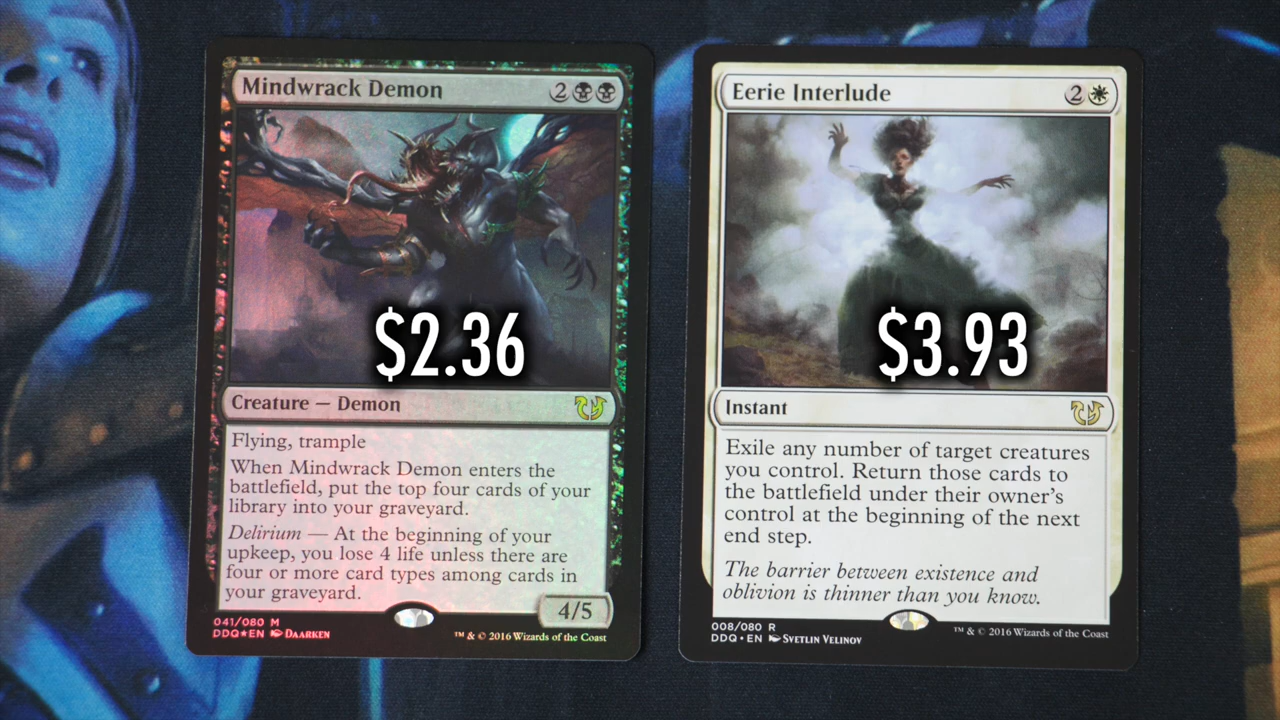 Mindwrack Demon 2
$2.36
Creature — Demon
Flying, trample
When Mindwrack Demon enters the
battlefield, put the top four cards of your
library into your graveyard.
Delirium — At the beginning of your
upkeep, you lose 4 life unless there are
four or more card types among cards in
your graveyard.
4/5
041/080 M
DDQ★EN Daarken
™ & © 2016 Wizards of the Coast
Eerie Interlude 2
$3.93
Instant
Exile any number of target creatures
you control. Return those cards to
the battlefield under their owner's
control at the beginning of the next
end step.
The barrier between existence and
oblivion is thinner than you know.
008/080 R
DDQ • EN Svetlin Velinov
™ & © 2016 Wizards of the Coast